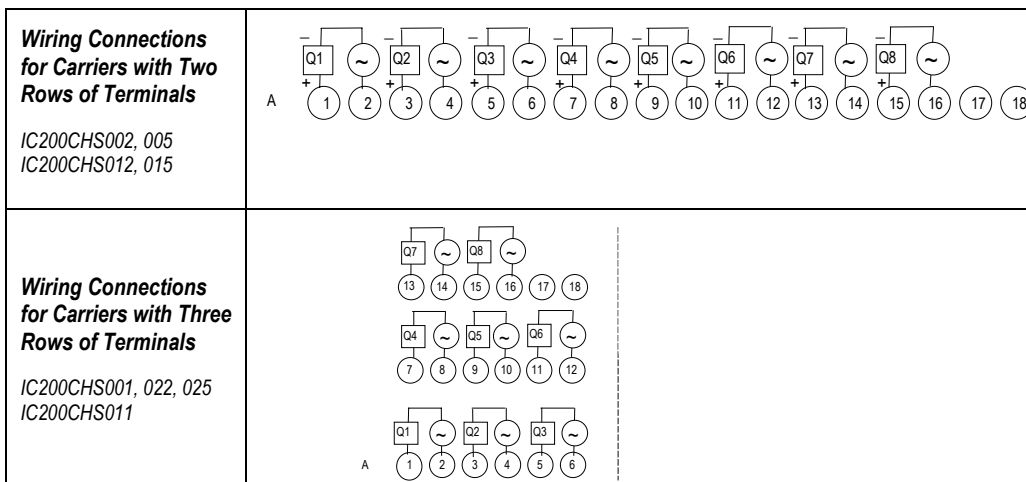 Wiring Connections
for Carriers with Two
Rows of Terminals
IC200CHS002, 005
IC200CHS012, 015
– – – – – – – –
Q1 ~ Q2 ~ Q3 ~ Q4 ~ Q5 ~ Q6 ~ Q7 ~ Q8 ~
+ + + + + + + +
A 1 2 3 4 5 6 7 8 9 10 11 12 13 14 15 16 17 18
Wiring Connections
for Carriers with Three
Rows of Terminals
IC200CHS001, 022, 025
IC200CHS011
Q7 ~ Q8 ~
13 14 15 16 17 18
Q4 ~ Q5 ~ Q6 ~
7 8 9 10 11 12
Q1 ~ Q2 ~ Q3 ~
A 1 2 3 4 5 6